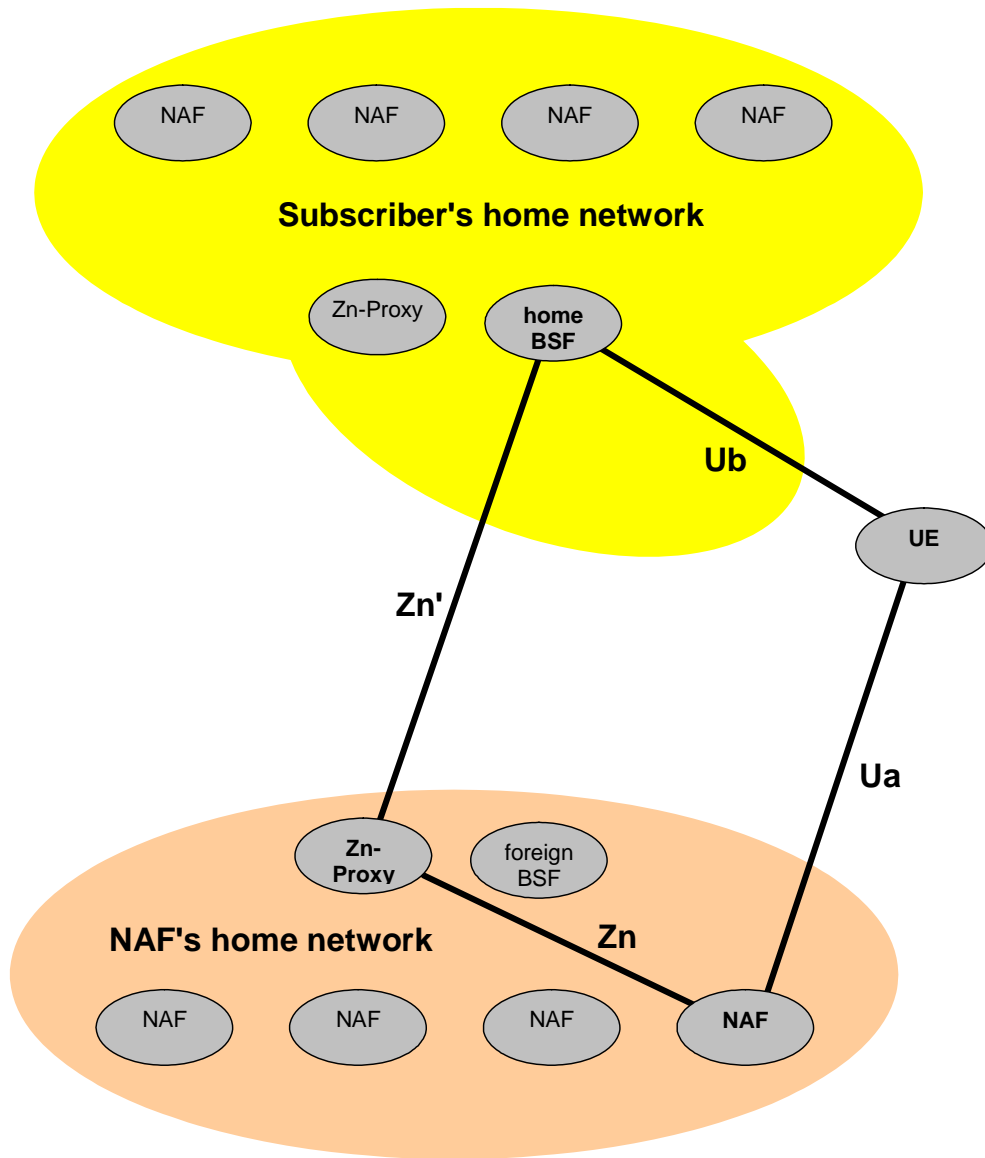 NAF
NAF
NAF
NAF
Subscriber's home network
Zn-Proxy
home
BSF
Ub
UE
Zn'
Ua
Zn-
Proxy
foreign
BSF
NAF's home network
Zn
NAF
NAF
NAF
NAF